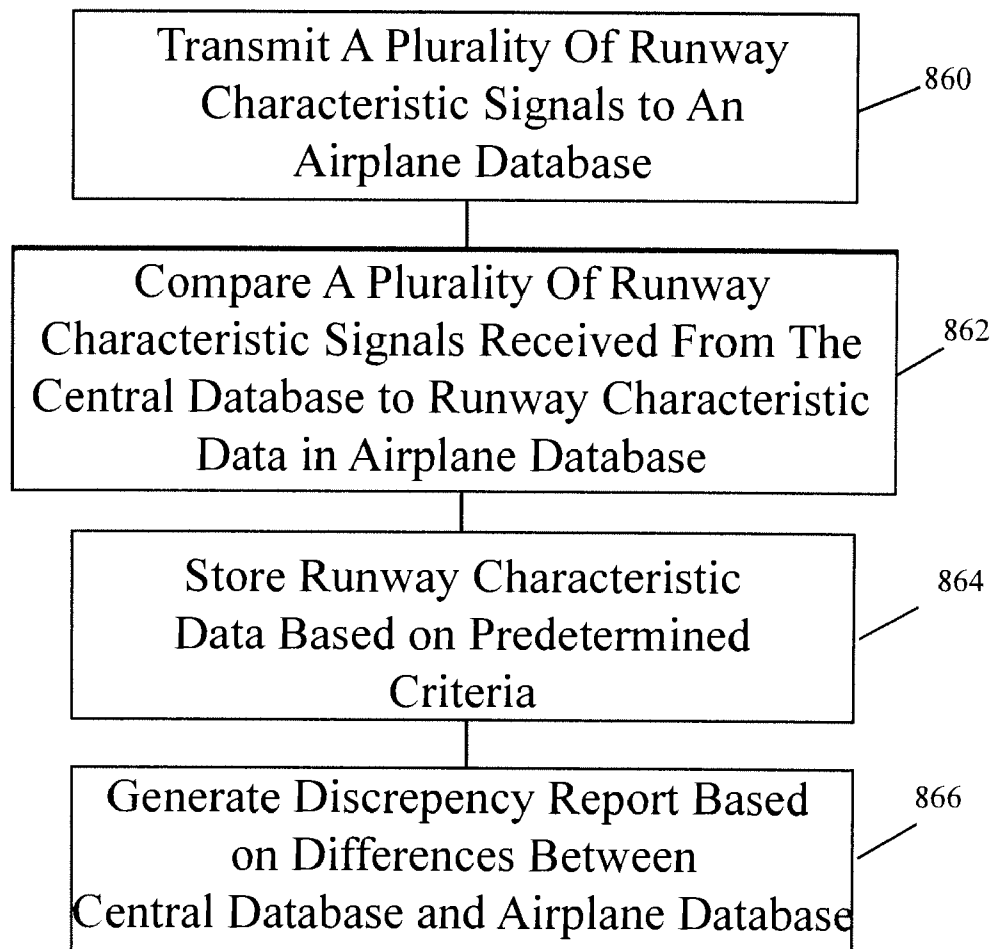 Transmit A Plurality Of Runway
Characteristic Signals to An
Airplane Database
860
Compare A Plurality Of Runway
Characteristic Signals Received From The
Central Database to Runway Characteristic
Data in Airplane Database
862
Store Runway Characteristic
Data Based on Predetermined
Criteria
864
Generate Discrepency Report Based
on Differences Between
Central Database and Airplane Database
866